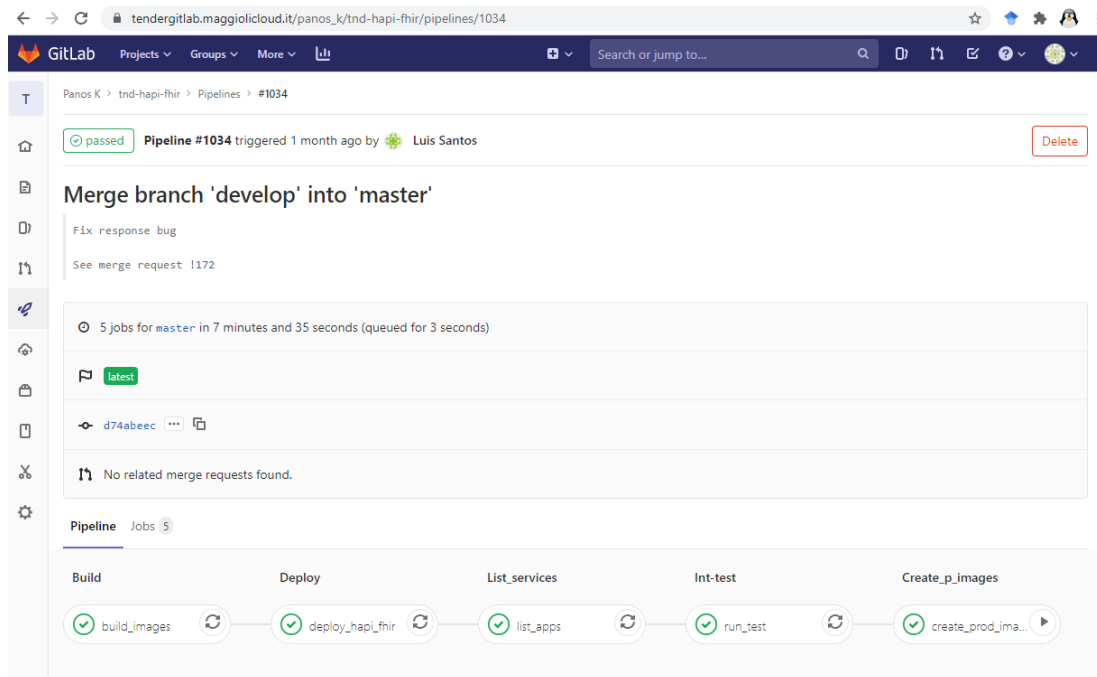 tendergitlab.maggiolicloud.it/panos_k/tnd-hapi-fhir/pipelines/1034
GitLab Projects Groups More Search or jump to...
T Panos K > tnd-hapi-fhir > Pipelines > #1034
passed Pipeline #1034 triggered 1 month ago by Luis Santos Delete
Merge branch 'develop' into 'master'
Fix response bug
See merge request !172
5 jobs for master in 7 minutes and 35 seconds (queued for 3 seconds)
latest
d74abeec ...
No related merge requests found.
Pipeline Jobs 5
Build Deploy List_services Int-test Create_p_images
build_images deploy_hapi_fhir list_apps run_test create_prod_ima...